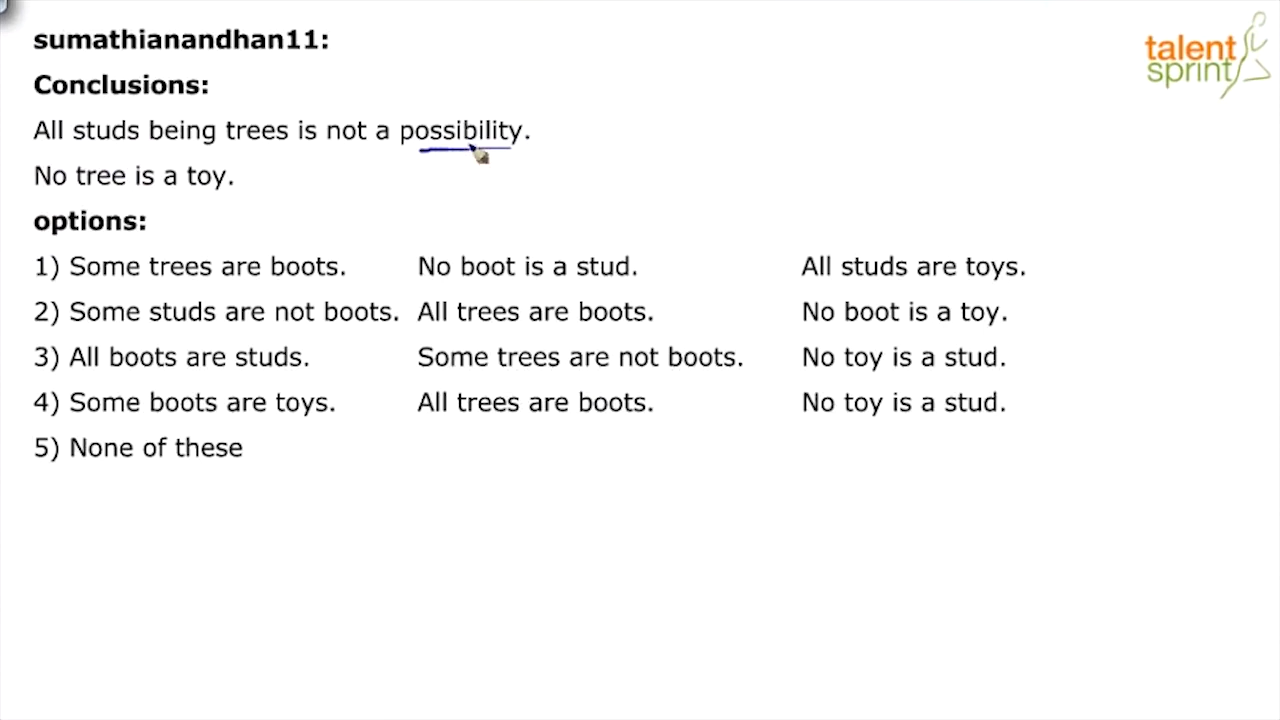 sumathianandhan11:
talent
sprint
Conclusions:
All studs being trees is not a possibility.
No tree is a toy.
options:
1) Some trees are boots. No boot is a stud. All studs are toys.
2) Some studs are not boots. All trees are boots. No boot is a toy.
3) All boots are studs. Some trees are not boots. No toy is a stud.
4) Some boots are toys. All trees are boots. No toy is a stud.
5) None of these